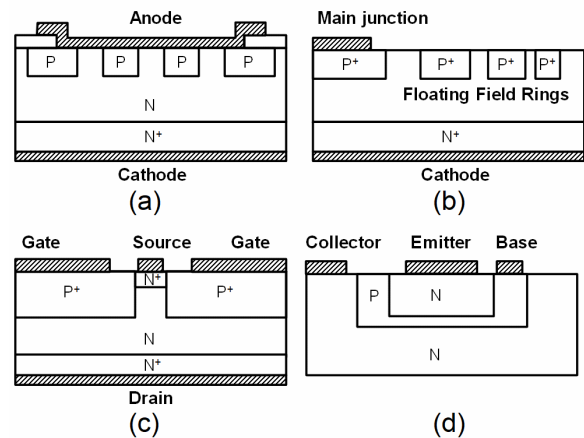 Anode
P P P P
N
N⁺
Cathode
(a)
Main junction
P⁺ P⁺ P⁺ P⁺
Floating Field Rings
N⁺
Cathode
(b)
Gate Source Gate
N⁺
P⁺ P⁺
N
N⁺
Drain
(c)
Collector Emitter Base
P N
N
(d)